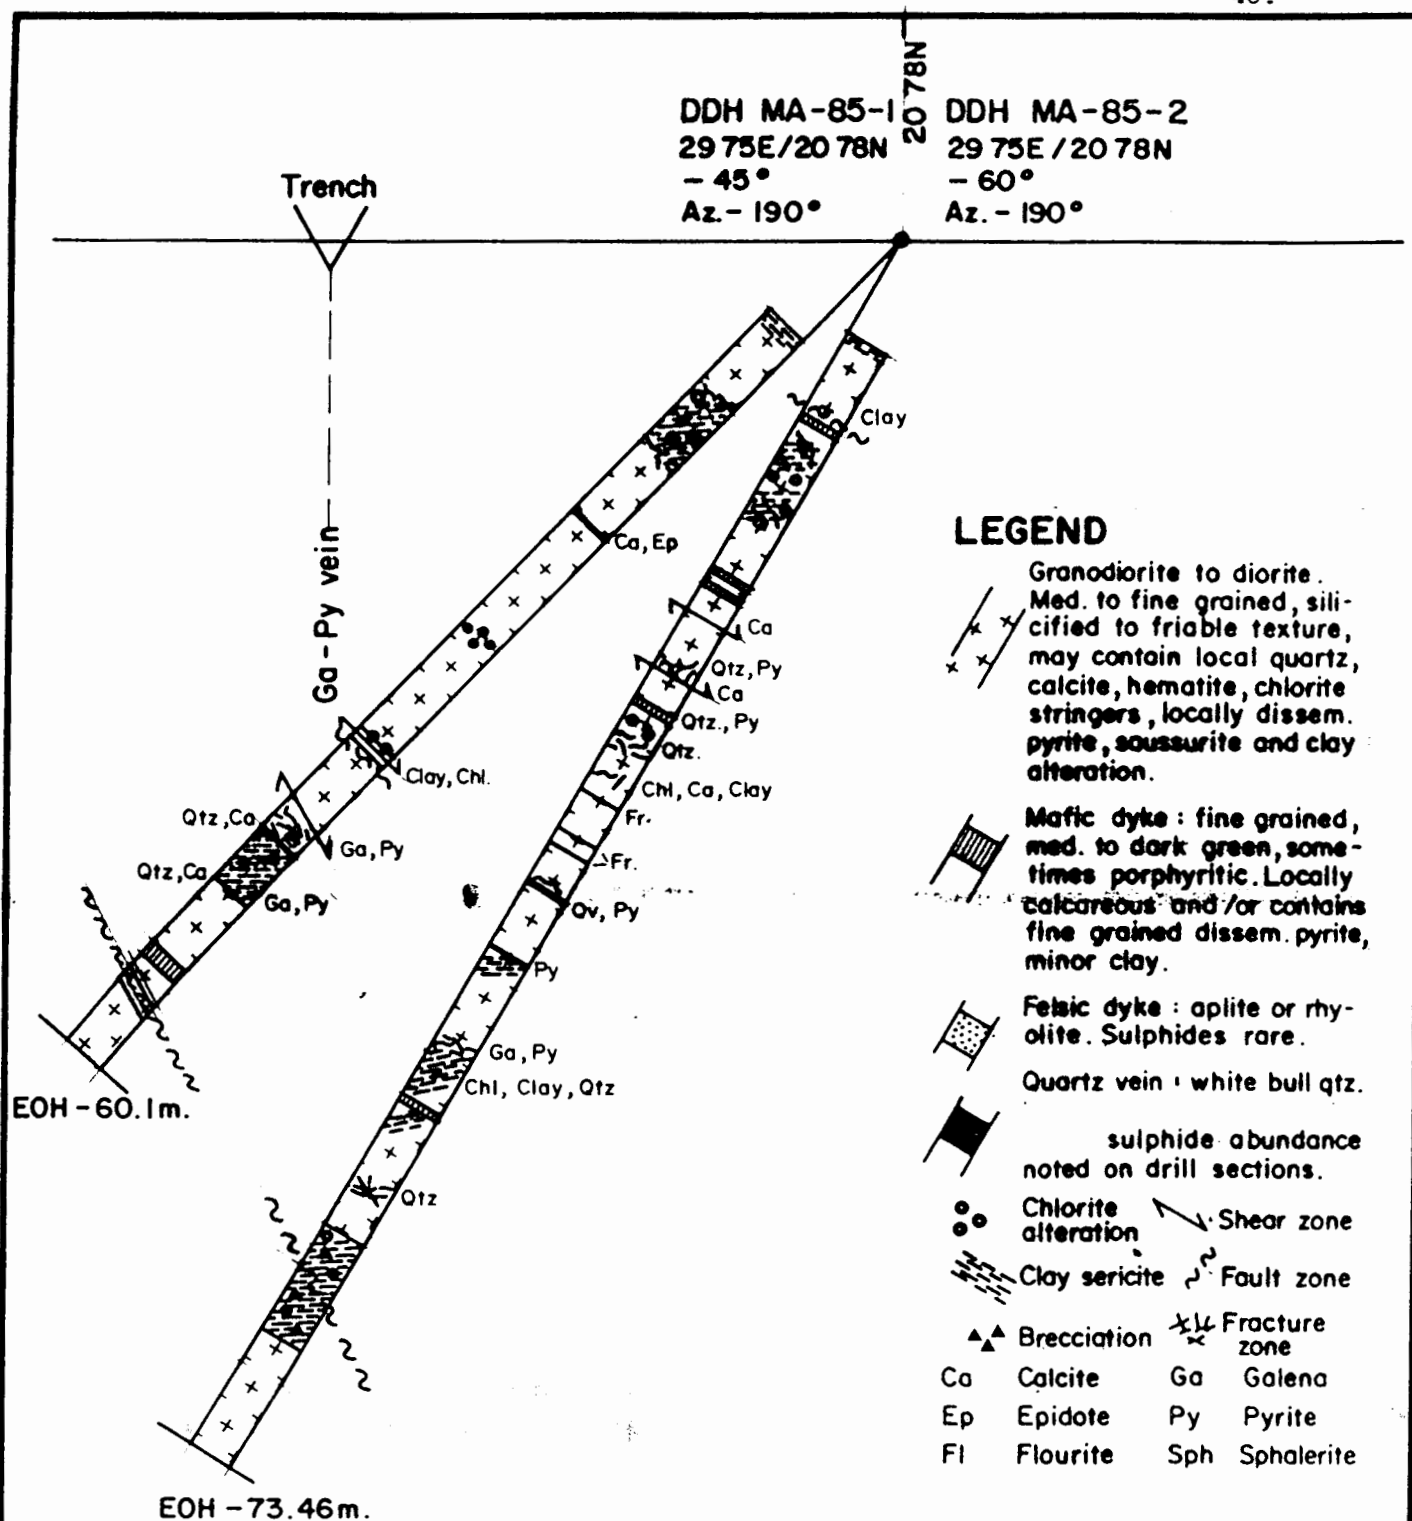 20 78N
DDH MA-85-1
29 75E/20 78N
- 45°
Az.- 190°
DDH MA-85-2
29 75E/20 78N
- 60°
Az.- 190°
Trench
Ga-Py vein
Clay
Ca, Ep
Ca
Qtz, Py
Ca
Qtz., Py
Qtz.
Chl, Ca, Clay
Fr.
Fr.
Qv, Py
Py
Ga, Py
Chl, Clay, Qtz
Qtz
Clay, Chl.
Qtz, Ca
Ga, Py
Qtz, Ca
Ga, Py
EOH-60.1m.
EOH-73.46m.
LEGEND
Granodiorite to diorite.
Med. to fine grained, sili-
cified to friable texture,
may contain local quartz,
calcite, hematite, chlorite
stringers, locally dissem.
pyrite, saussurite and clay
alteration.
Mafic dyke : fine grained,
med. to dark green, some-
times porphyritic. Locally
calcareous and/or contains
fine grained dissem. pyrite,
minor clay.
Felsic dyke : aplite or rhy-
olite. Sulphides rare.
Quartz vein : white bull qtz.
sulphide abundance
noted on drill sections.
Chlorite
alteration
Shear zone
Clay sericite
Fault zone
Brecciation
Fracture
zone
Ca Calcite Ga Galena
Ep Epidote Py Pyrite
Fl Flourite Sph Sphalerite